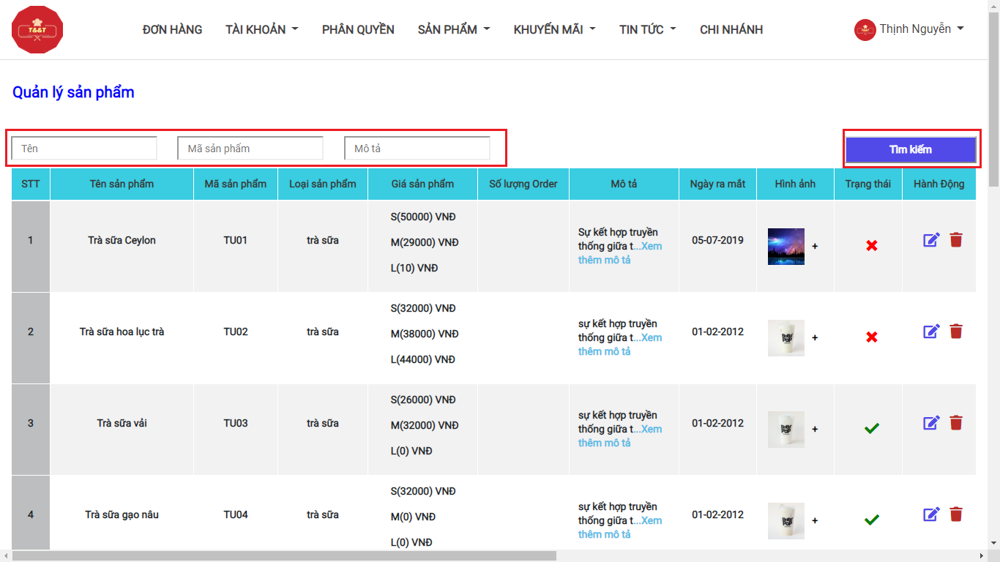 T&&T
ĐƠN HÀNG TÀI KHOẢN PHÂN QUYỀN SẢN PHẨM KHUYẾN MÃI TIN TỨC CHI NHÁNH
Thịnh Nguyễn
Quản lý sản phẩm
Tên Mã sản phẩm Mô tả Tìm kiếm
STT Tên sản phẩm Mã sản phẩm Loại sản phẩm Giá sản phẩm Số lượng Order Mô tả Ngày ra mắt Hình ảnh Trạng thái Hành Động
1 Trà sữa Ceylon TU01 trà sữa
S(50000) VNĐ
M(29000) VNĐ
L(10) VNĐ
Sự kết hợp truyền
thống giữa t...Xem
thêm mô tả
05-07-2019
+
2 Trà sữa hoa lục trà TU02 trà sữa
S(32000) VNĐ
M(38000) VNĐ
L(44000) VNĐ
sự kết hợp truyền
thống giữa t...Xem
thêm mô tả
01-02-2012
BoBa
PoP
+
3 Trà sữa vải TU03 trà sữa
S(26000) VNĐ
M(32000) VNĐ
L(0) VNĐ
sự kết hợp truyền
thống giữa t...Xem
thêm mô tả
01-02-2012
BoBa
PoP
+
4 Trà sữa gạo nâu TU04 trà sữa
S(32000) VNĐ
M(0) VNĐ
L(0) VNĐ
sự kết hợp truyền
thống giữa t...Xem
thêm mô tả
01-02-2012
BoBa
PoP
+